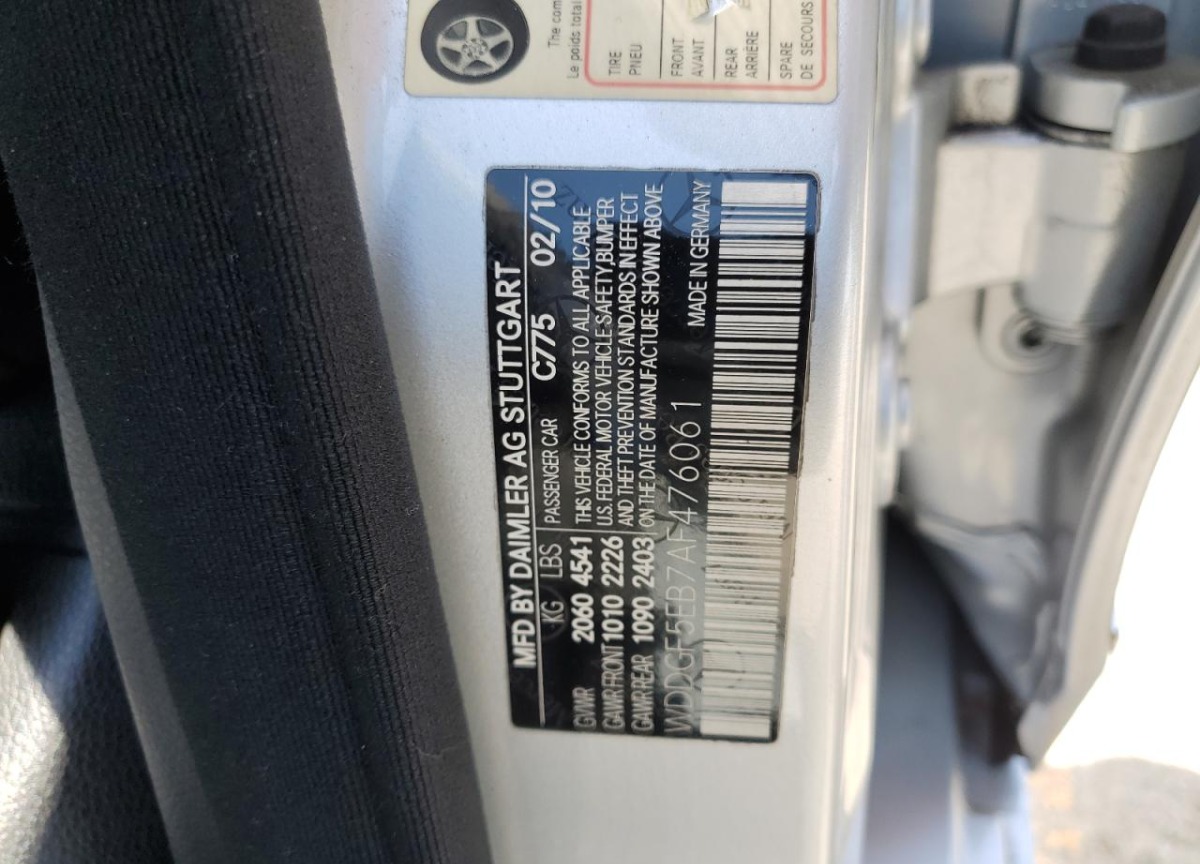 The com
Le poids total
TIRE
PNEU
FRONT
AVANT
REAR
ARRIÈRE
SPARE
DE SECOURS
MFD BY DAIMLER AG STUTTGART
KG LBS PASSENGER CAR C775 02/10
GVWR 2060 4541 THIS VEHICLE CONFORMS TO ALL APPLICABLE
GAWR FRONT 1010 2226 U.S. FEDERAL MOTOR VEHICLE SAFETY,BUMPER
GAWR REAR 1090 2403 AND THEFT PREVENTION STANDARDS IN EFFECT
ON THE DATE OF MANUFACTURE SHOWN ABOVE
WDDGF5EB7AF476061 MADE IN GERMANY